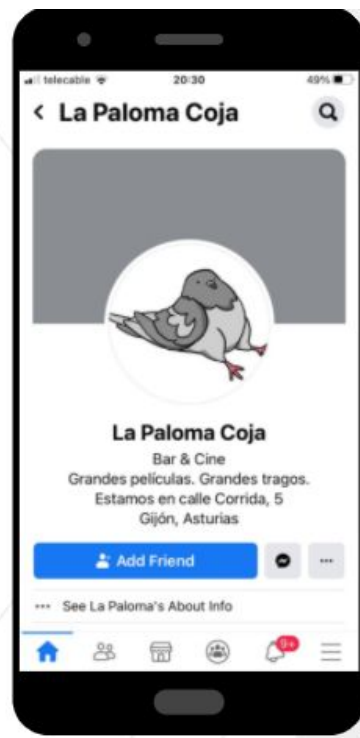 telecable 20:30 49%
La Paloma Coja
La Paloma Coja
Bar & Cine
Grandes películas. Grandes tragos.
Estamos en calle Corrida, 5
Gijón, Asturias
Add Friend
See La Paloma's About Info
9+